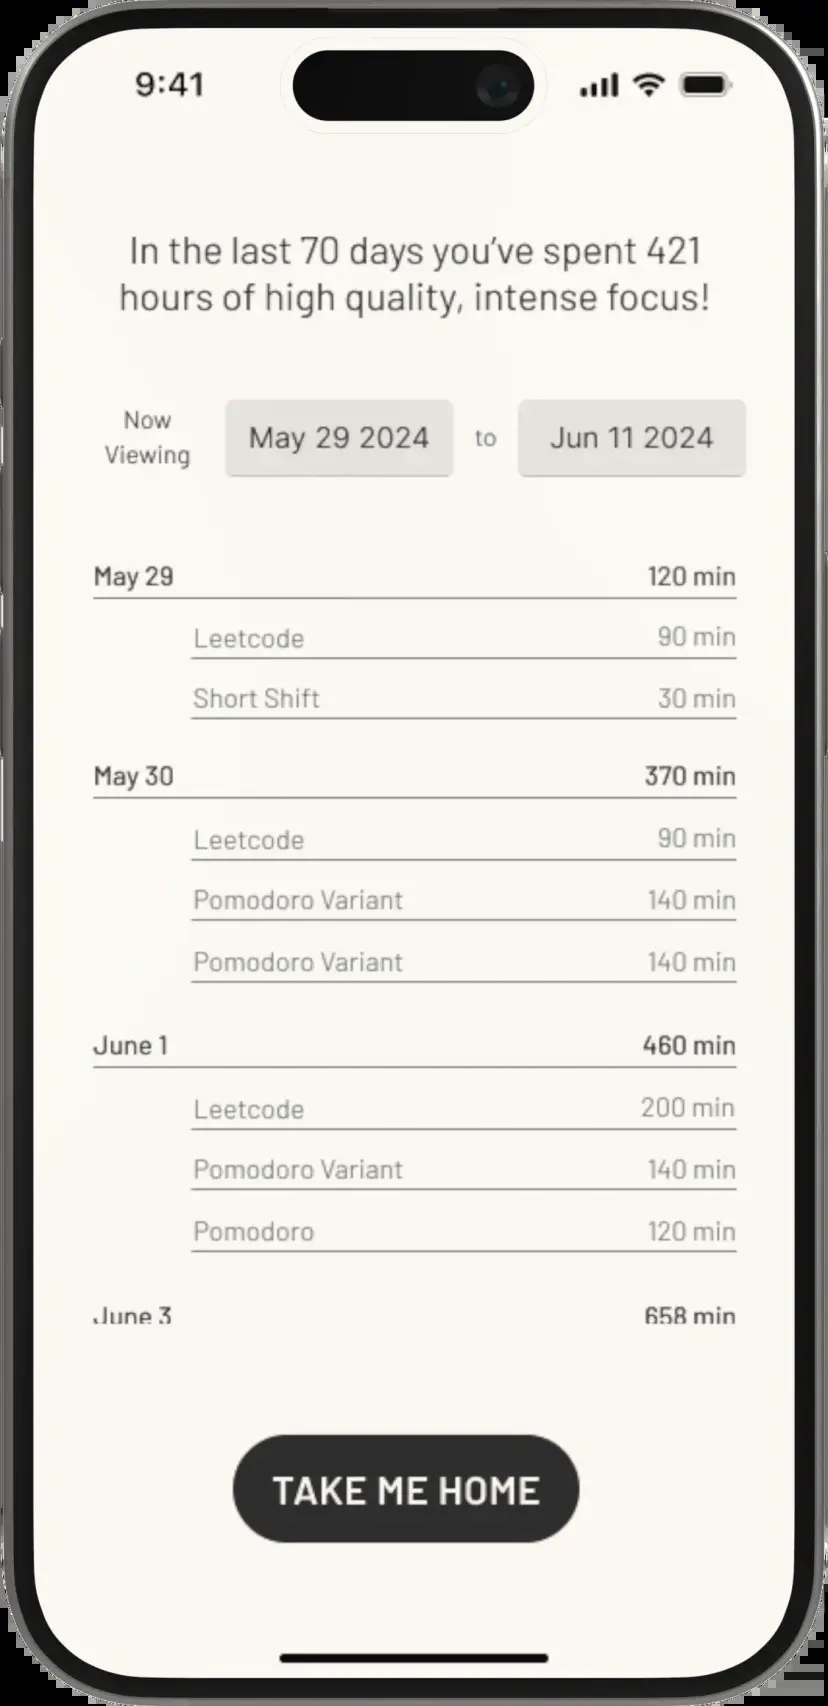 9:41
In the last 70 days you've spent 421
hours of high quality, intense focus!
Now
Viewing
May 29 2024 to Jun 11 2024
May 29 120 min
Leetcode 90 min
Short Shift 30 min
May 30 370 min
Leetcode 90 min
Pomodoro Variant 140 min
Pomodoro Variant 140 min
June 1 460 min
Leetcode 200 min
Pomodoro Variant 140 min
Pomodoro 120 min
June 3 658 min
TAKE ME HOME